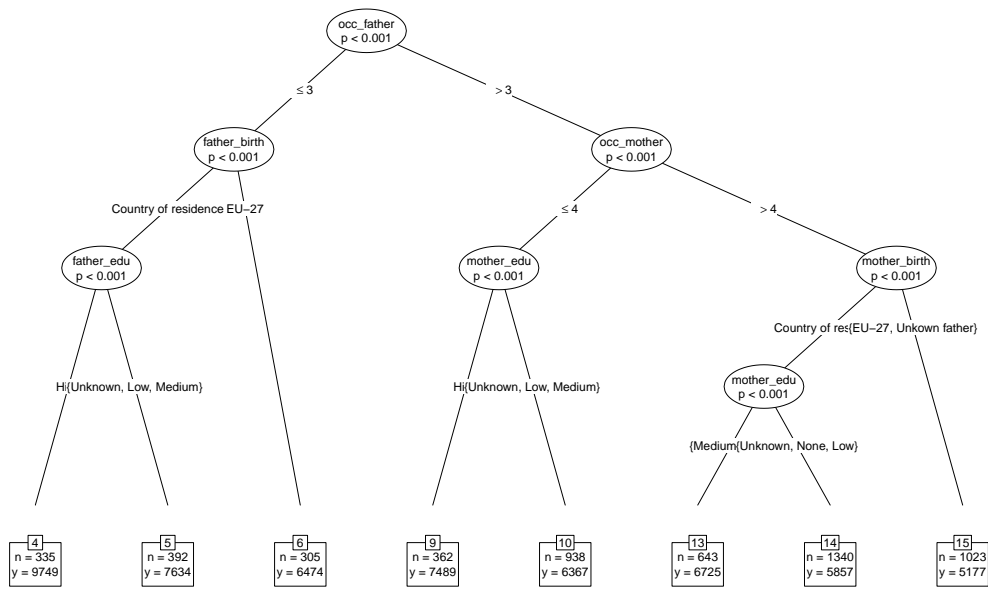 occ_father
p < 0.001
≤ 3
> 3
father_birth
p < 0.001
occ_mother
p < 0.001
Country of residence EU−27
≤ 4
> 4
father_edu
p < 0.001
mother_edu
p < 0.001
mother_birth
p < 0.001
Country of res{EU−27, Unkown father}
Hi{Unknown, Low, Medium}
Hi{Unknown, Low, Medium}
mother_edu
p < 0.001
{Medium{Unknown, None, Low}
4
n = 335
y = 9749
5
n = 392
y = 7634
6
n = 305
y = 6474
9
n = 362
y = 7489
10
n = 938
y = 6367
13
n = 643
y = 6725
14
n = 1340
y = 5857
15
n = 1023
y = 5177